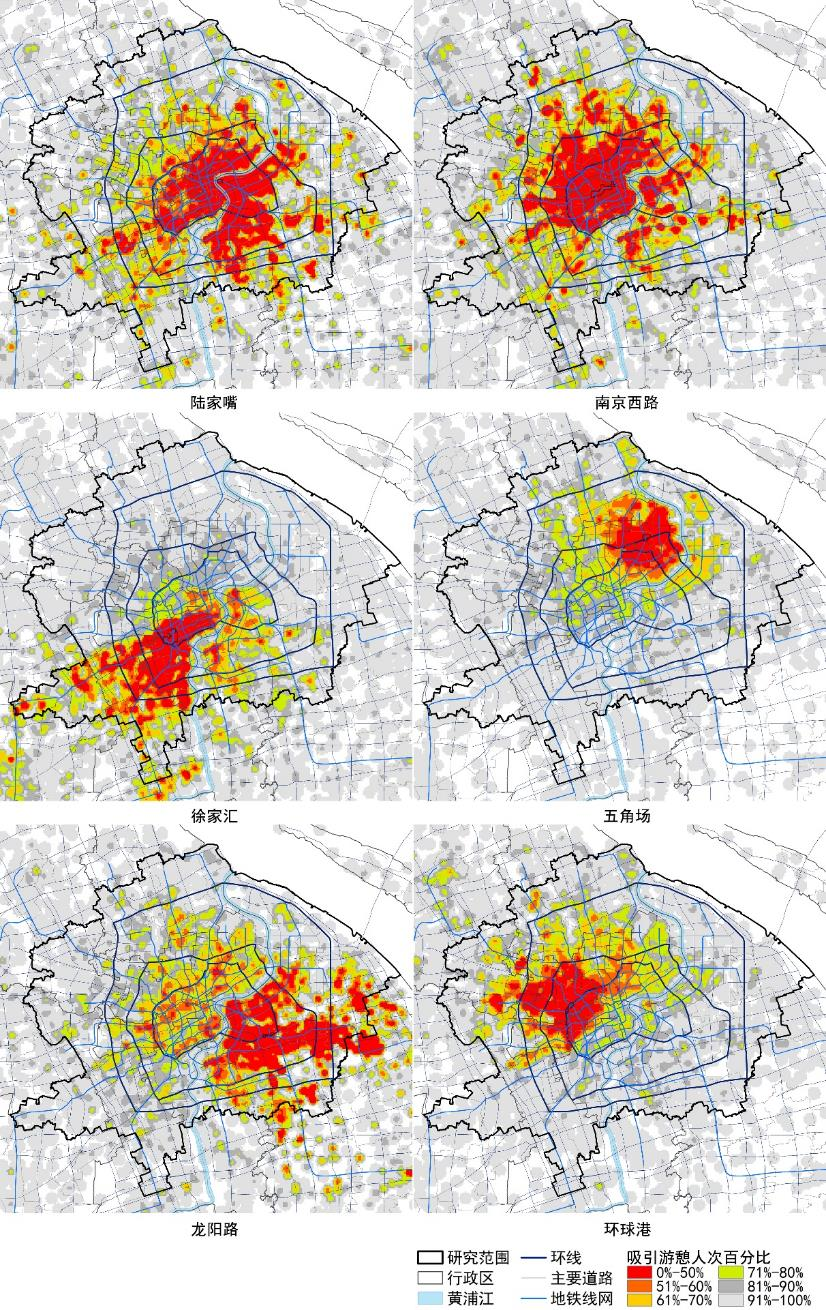 陆家嘴
南京西路
徐家汇
五角场
龙阳路
环球港
研究范围
环线
吸引游憩人次百分比
行政区
主要道路
0%-50%
71%-80%
51%-60%
81%-90%
黄浦江
地铁线网
61%-70%
91%-100%